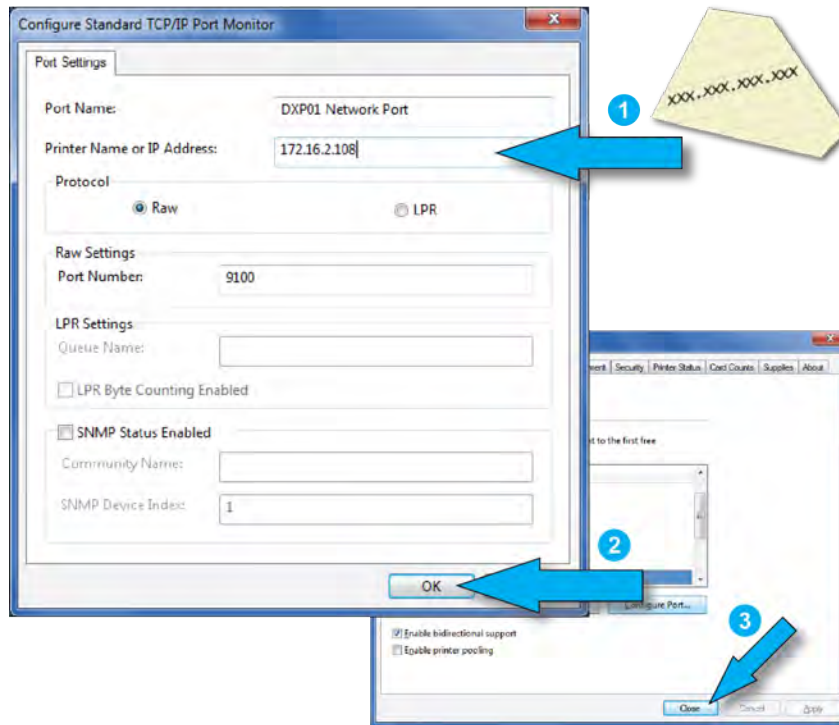 Configure Standard TCP/IP Port Monitor
Port Settings
Port Name: DXP01 Network Port
Printer Name or IP Address: 172.16.2.108
Protocol
Raw LPR
Raw Settings
Port Number: 9100
LPR Settings
Queue Name:
LPR Byte Counting Enabled
SNMP Status Enabled
Community Name:
SNMP Device Index: 1
OK
1
xxx.xxx.xxx.xxx
2
Security Printer Status Card Counts Supplies About
to the first free
Port...
3
Enable bidirectional support
Enable printer pooling
Close Cancel Apply